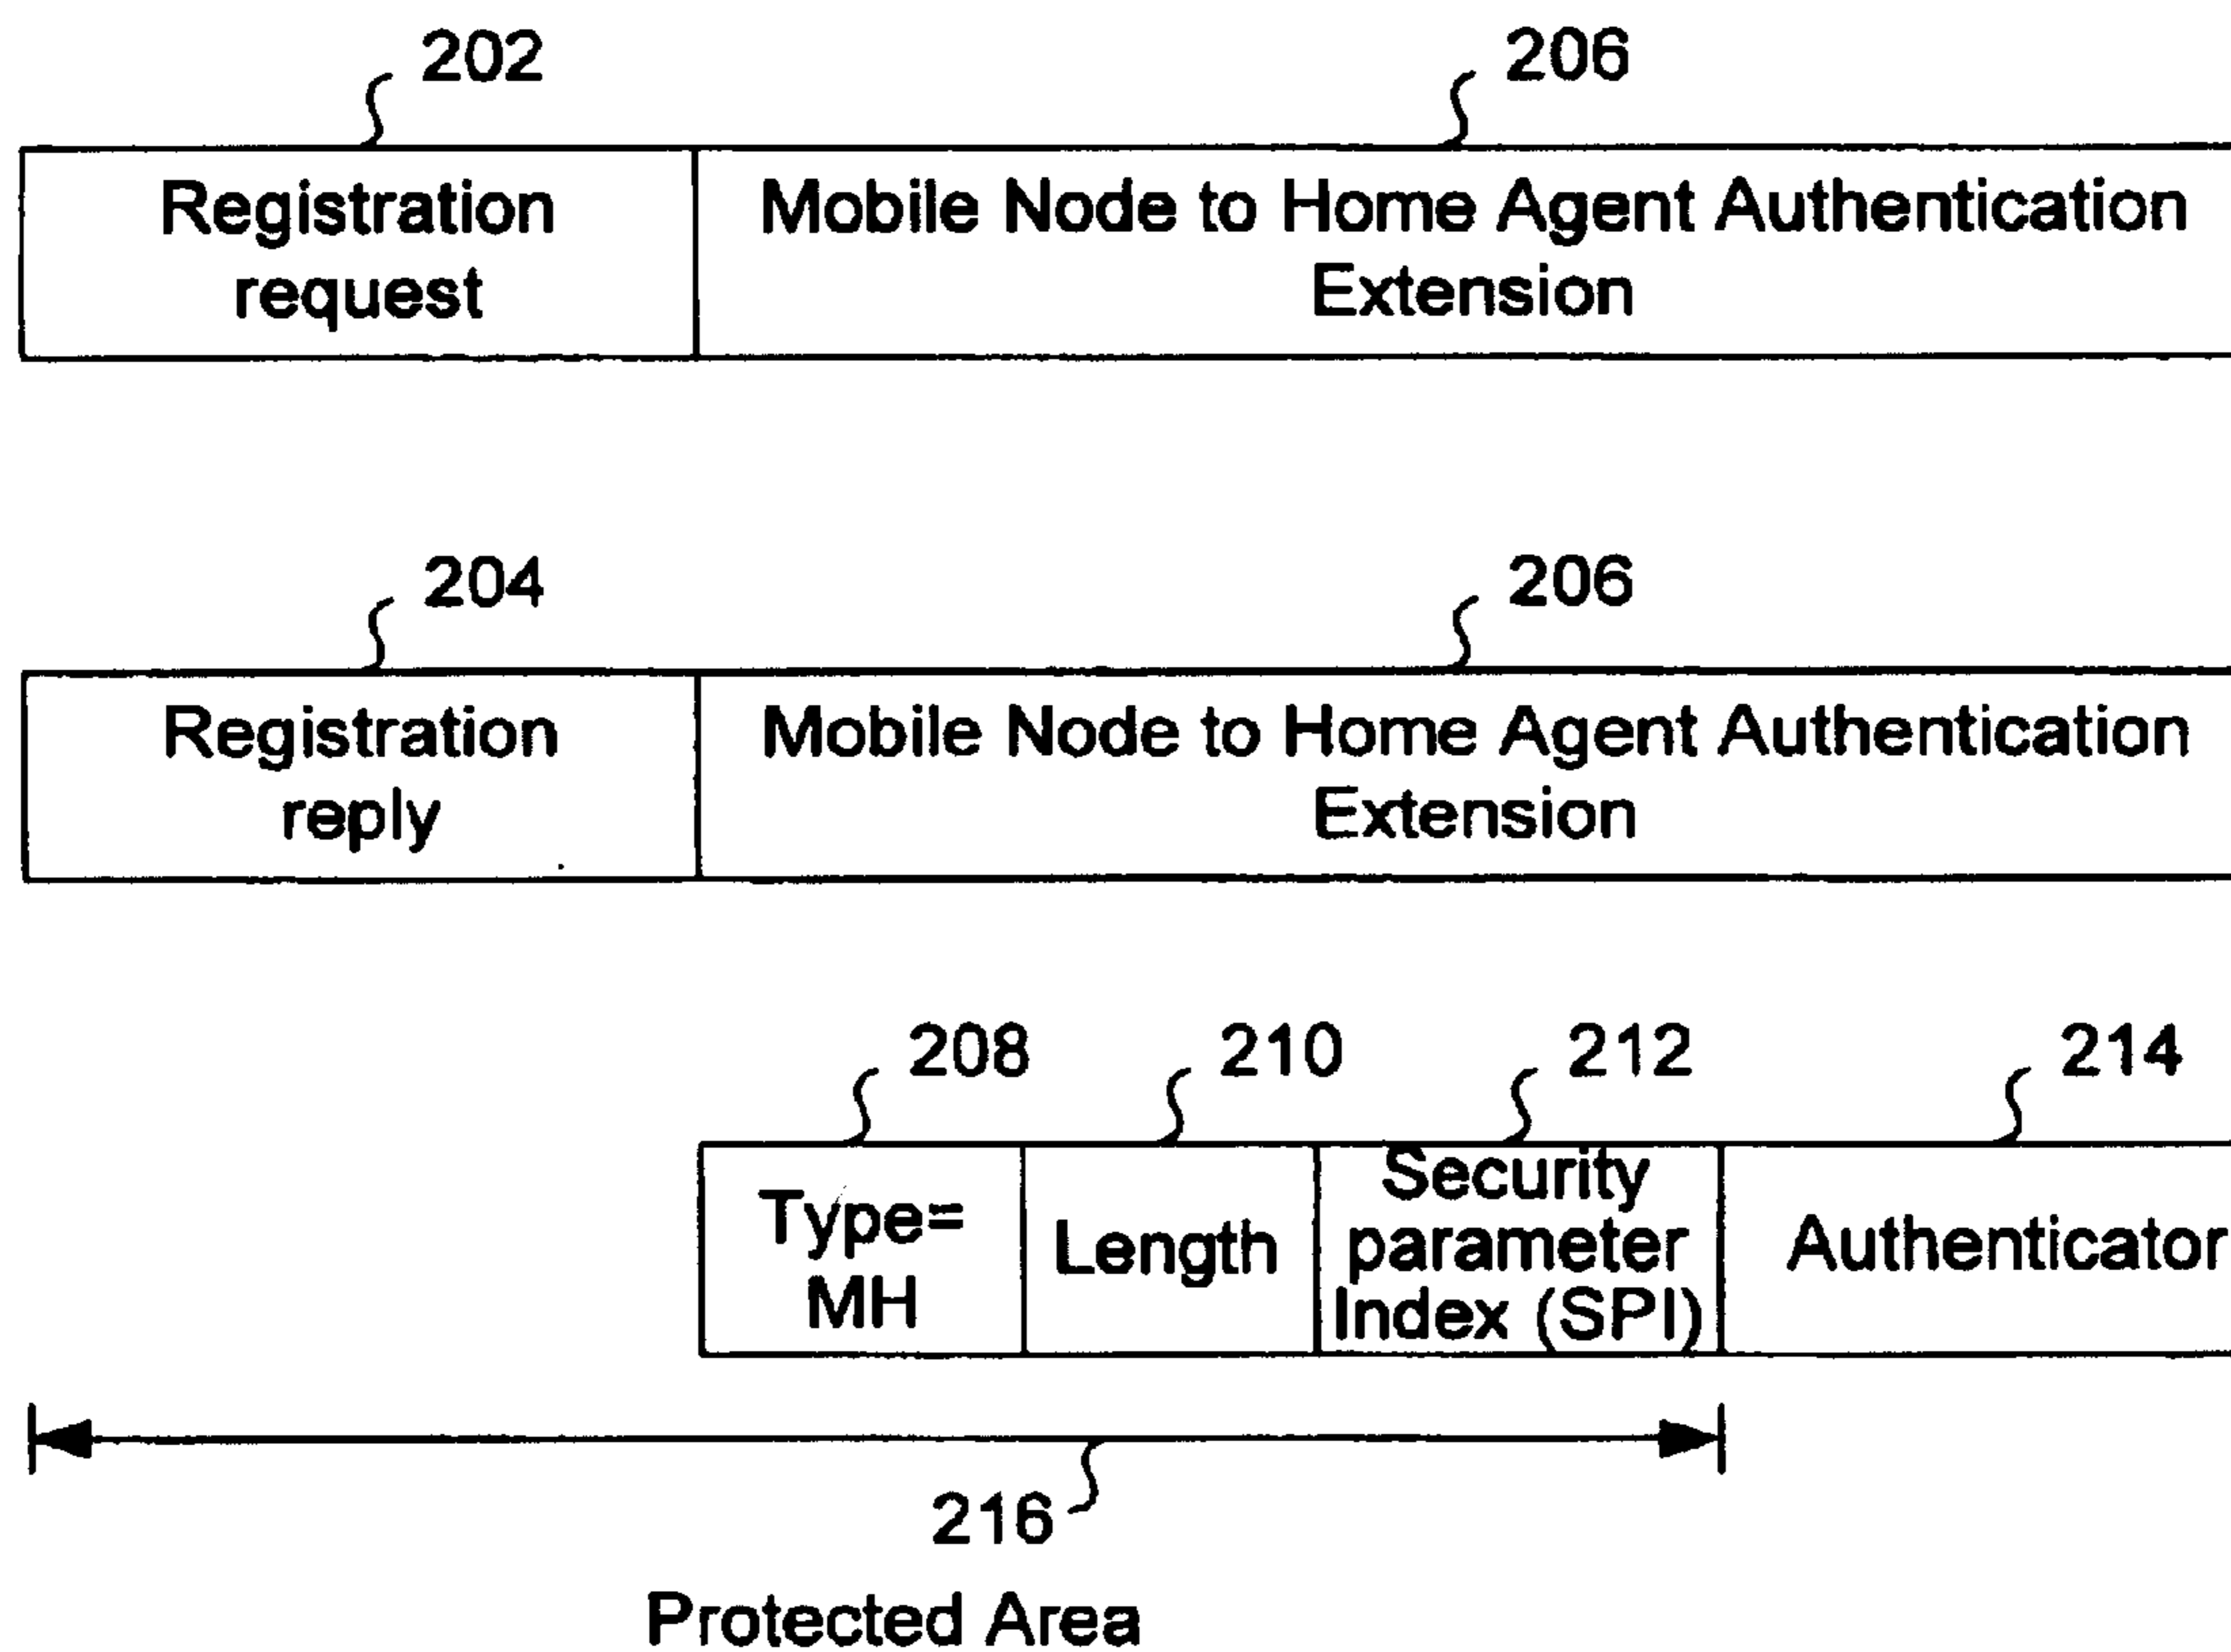 202
206
Registration
request
Mobile Node to Home Agent Authentication
Extension
204
206
Registration
reply
Mobile Node to Home Agent Authentication
Extension
208
210
212
214
Type=
MH
Length
Security
parameter
Index (SPI)
Authenticator
216
Protected Area